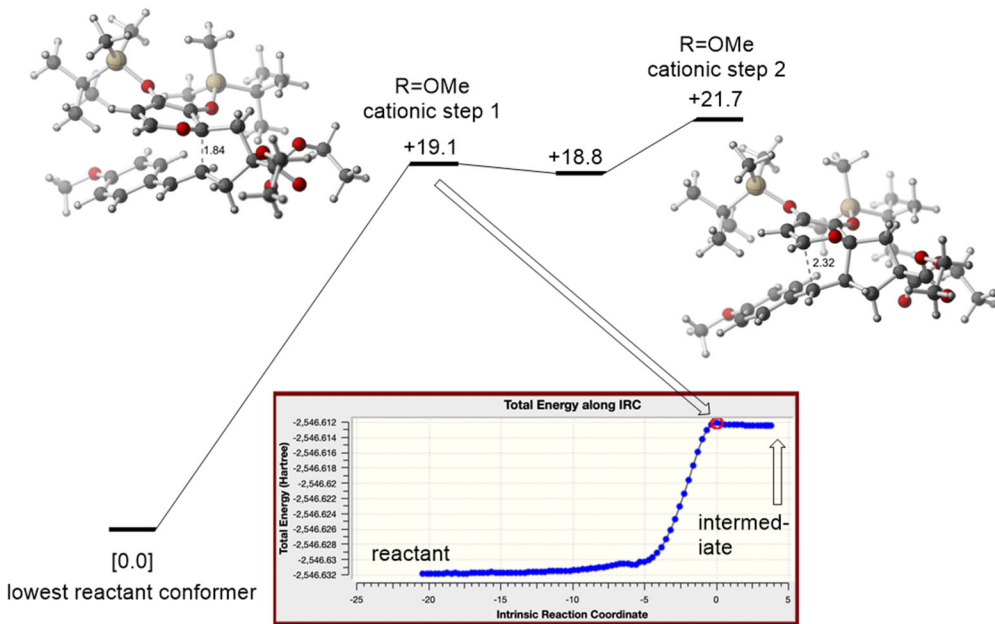 R=OMe
cationic step 1
+19.1
R=OMe
cationic step 2
+21.7
+18.8
1.84
2.32
[0.0]
lowest reactant conformer
Total Energy along IRC
Total Energy (Hartree)
-2,546.612
-2,546.614
-2,546.616
-2,546.618
-2,546.62
-2,546.622
-2,546.624
-2,546.626
-2,546.628
-2,546.63
-2,546.632
reactant
intermed-
iate
-25
-20
-15
-10
-5
0
5
Intrinsic Reaction Coordinate